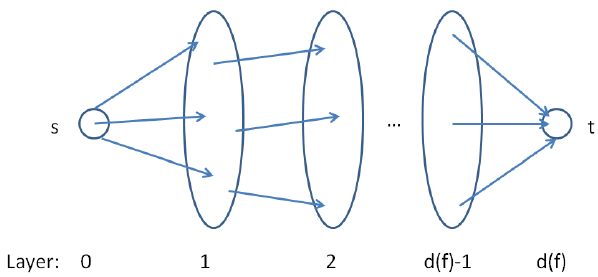 s ... t
Layer: 0 1 2 d(f)-1 d(f)